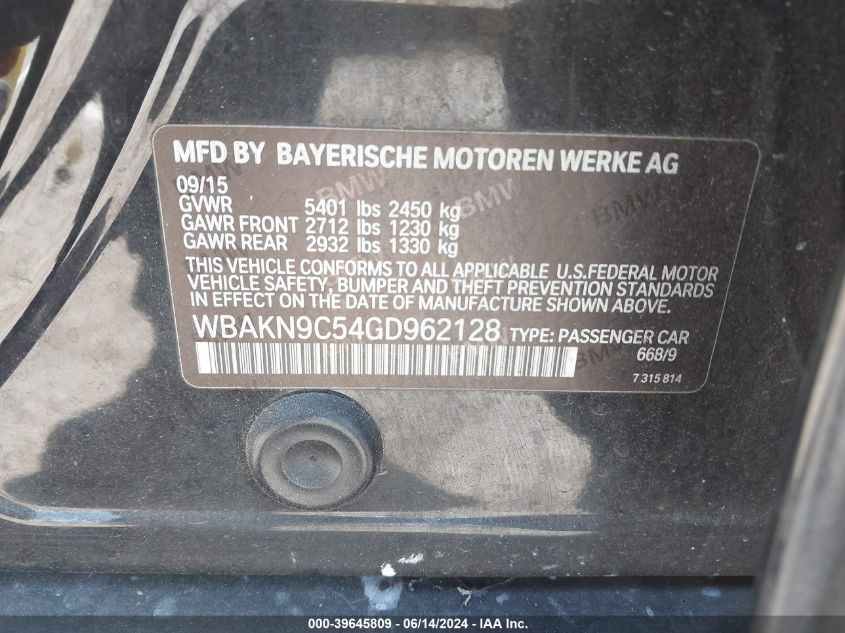 MFD BY BAYERISCHE MOTOREN WERKE AG
09/15
GVWR 5401 lbs 2450 kg
GAWR FRONT 2712 lbs 1230 kg
GAWR REAR 2932 lbs 1330 kg
THIS VEHICLE CONFORMS TO ALL APPLICABLE U.S.FEDERAL MOTOR
VEHICLE SAFETY, BUMPER AND THEFT PREVENTION STANDARDS
IN EFFECT ON THE DATE OF MANUFACTURE SHOWN ABOVE.
WBAKN9C54GD962128 TYPE: PASSENGER CAR
668/9
7 315 814
000-39645809 - 06/14/2024 - WWW.IAAI.COM